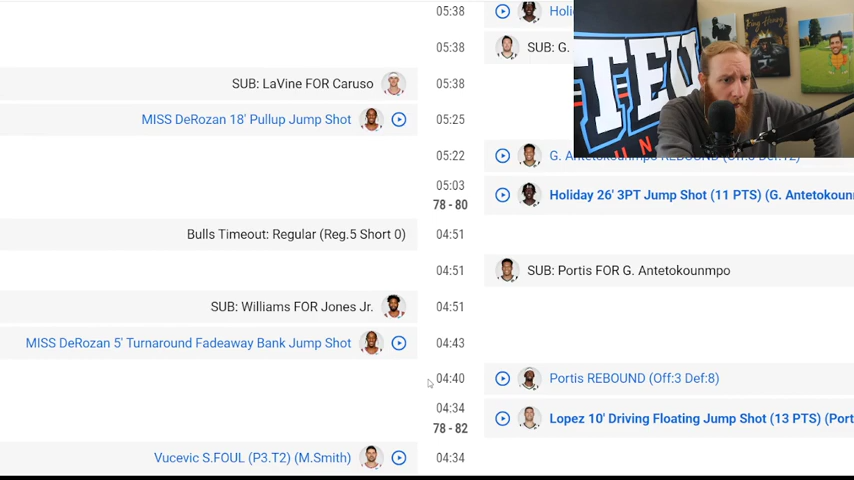 05:38 Holi
05:38 SUB: G.
SUB: LaVine FOR Caruso 05:38
MISS DeRozan 18' Pullup Jump Shot 05:25
05:22 G. Antetokounmpo REBOUND
05:03
78 - 80 Holiday 26' 3PT Jump Shot (11 PTS) (G. Antetokoun
Bulls Timeout: Regular (Reg.5 Short 0) 04:51
04:51 SUB: Portis FOR G. Antetokounmpo
SUB: Williams FOR Jones Jr. 04:51
MISS DeRozan 5' Turnaround Fadeaway Bank Jump Shot 04:43
04:40 Portis REBOUND (Off:3 Def:8)
04:34
78 - 82 Lopez 10' Driving Floating Jump Shot (13 PTS) (Port
Vucevic S.FOUL (P3.T2) (M.Smith) 04:34
TEU
King Henry